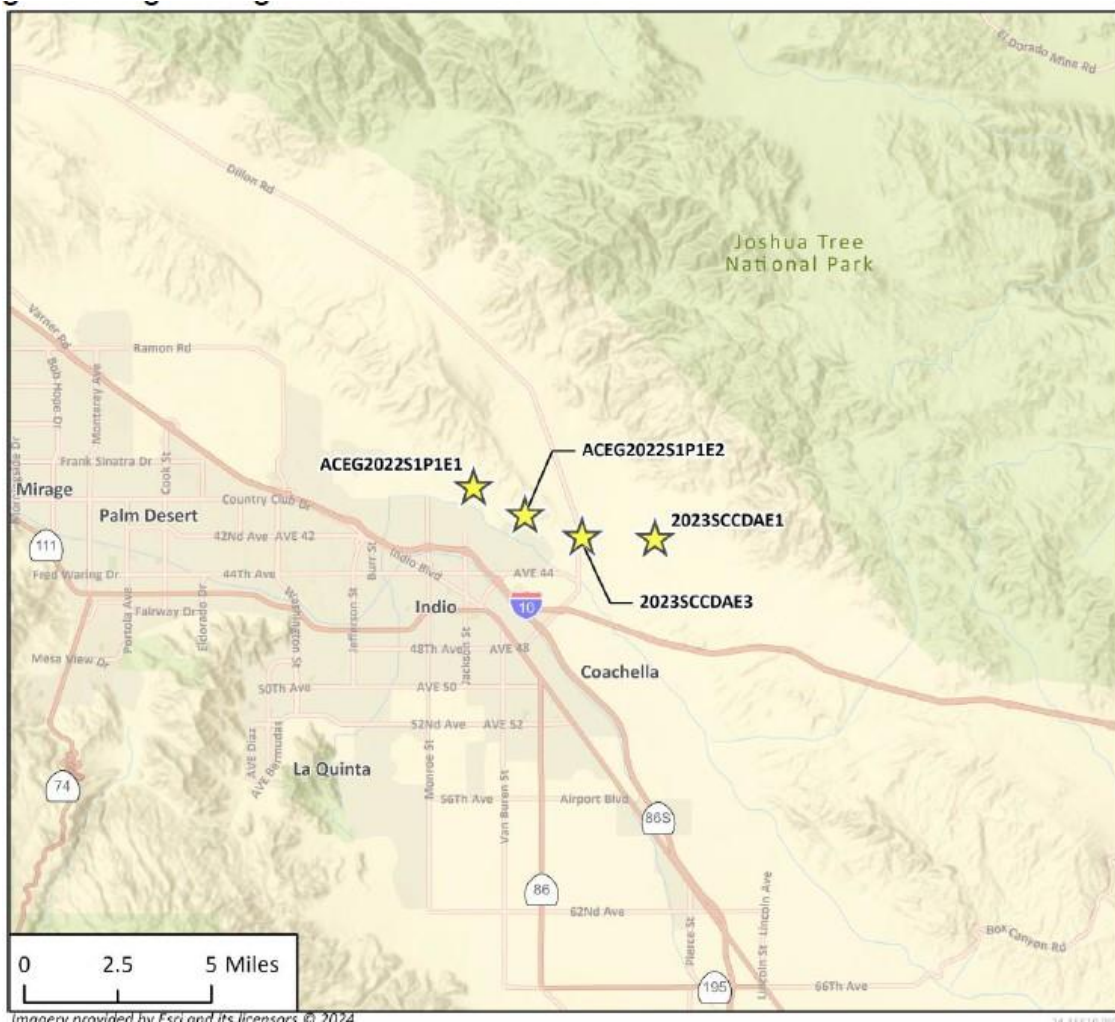 El Dorado Mine Rd
Dillon Rd
Joshua Tree
National Park
Varner Rd
Ramon Rd
Bob Hope Dr
Monterey Ave
Morningside Dr
Frank Sinatra Dr
Cook St
ACEG2022S1P1E1
ACEG2022S1P1E2
Mirage
Country Club Dr
Palm Desert
2023SCCDAE1
111
42Nd Ave
AVE 42
Burr St
Indio Blvd
Fred Waring Dr
44Th Ave
AVE 44
2023SCCDAE3
Portola Ave
Fairway Dr
Eldorado Dr
Washington St
Jefferson St
Indio
10
Jackson St
48Th Ave
AVE 48
Mesa View Dr
Coachella
50Th Ave
AVE 50
52Nd Ave
AVE 52
AVE Diaz
AVE Bermudas
La Quinta
Monroe St
Van Buren St
74
56Th Ave
Airport Blvd
86S
86
62Nd Ave
Pierce St
Lincoln St
Lincoln Ave
Box Canyon Rd
195
66Th Ave
0 2.5 5 Miles
Imagery provided by Esri and its licensors © 2024